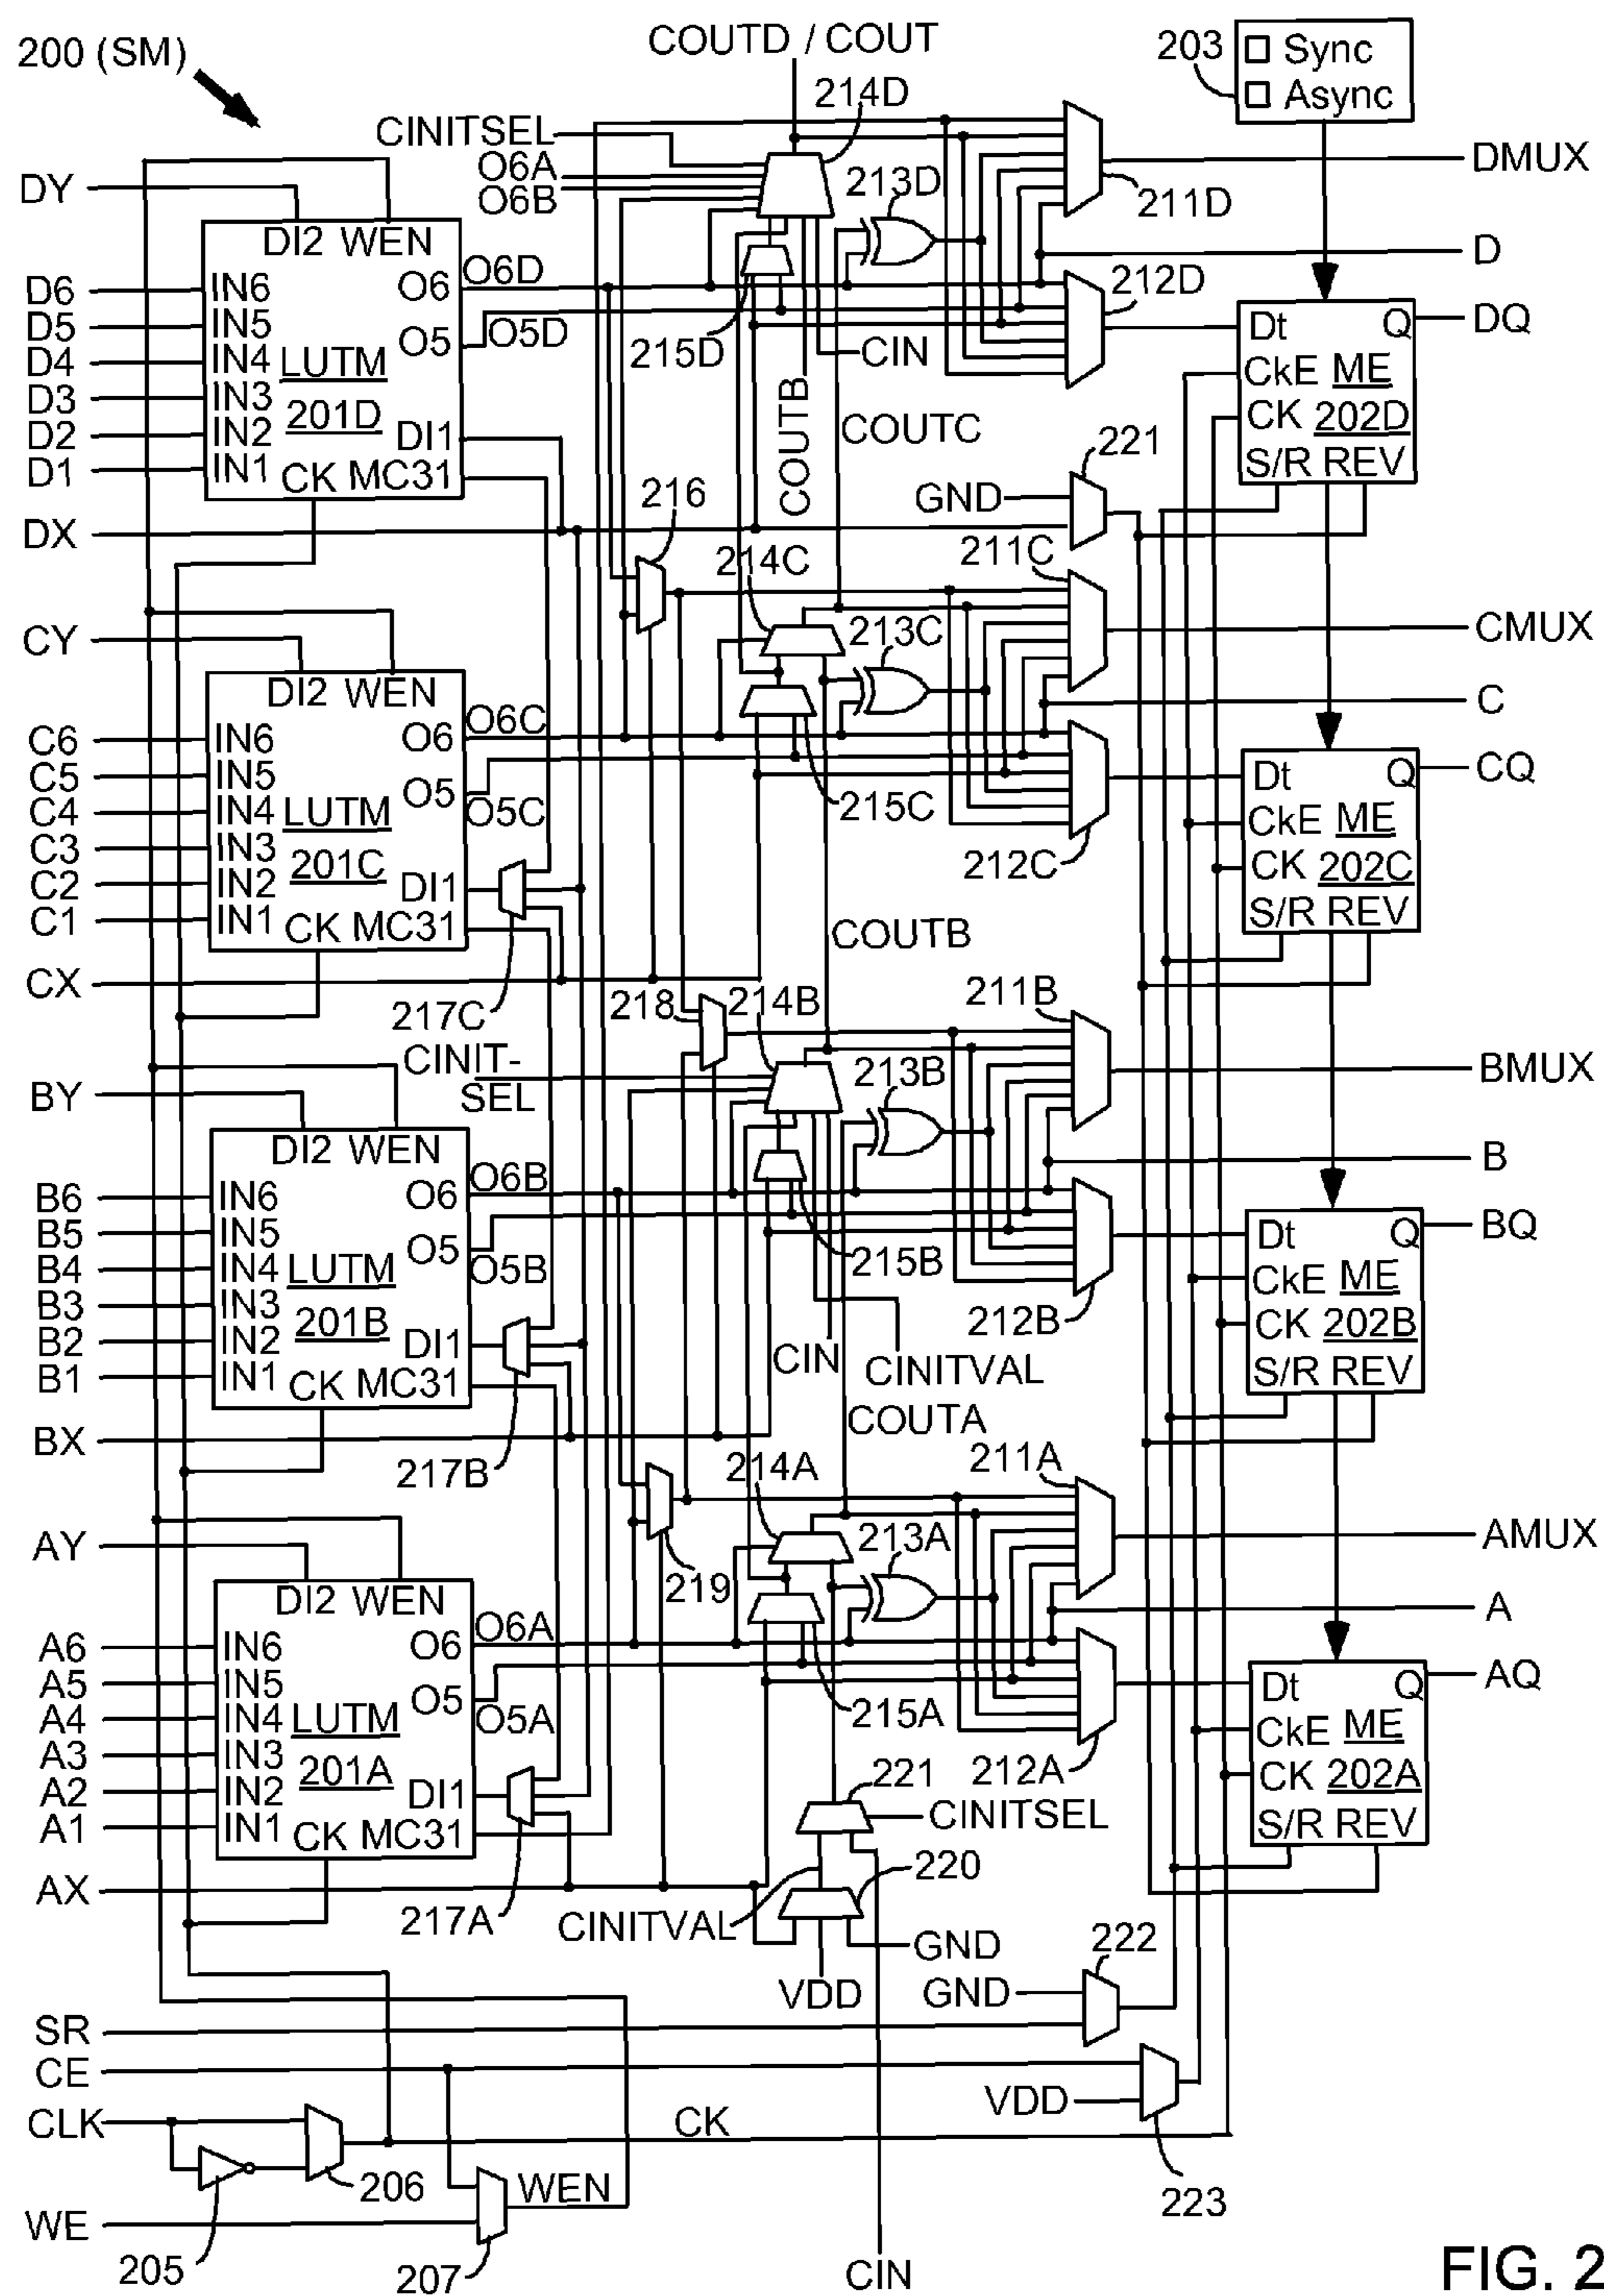 200 (SM)
COUTD / COUT
203
Sync
Async
214D
CINITSEL
O6A
O6B
213D
DMUX
211D
DY
DI2 WEN
D
D6
D5
D4
D3
D2
D1
IN6
IN5
IN4
IN3
IN2
IN1
LUTM
201D
O6
O5
DI1
CK MC31
O6D
O5D
215D
CIN
212D
COUTB
COUTC
Dt
Q
CkE ME
CK 202D
S/R REV
DQ
221
GND
DX
216
214C
211C
213C
CMUX
CY
DI2 WEN
C
C6
C5
C4
C3
C2
C1
IN6
IN5
IN4
IN3
IN2
IN1
LUTM
201C
O6
O5
DI1
CK MC31
O6C
O5C
215C
212C
Dt
Q
CkE ME
CK 202C
S/R REV
CQ
COUTB
CX
217C
218
214B
211B
CINIT-
SEL
213B
BMUX
BY
DI2 WEN
B
B6
B5
B4
B3
B2
B1
IN6
IN5
IN4
IN3
IN2
IN1
LUTM
201B
O6
O5
DI1
CK MC31
O6B
O5B
215B
212B
CIN
CINITVAL
COUTA
Dt
Q
CkE ME
CK 202B
S/R REV
BQ
BX
217B
214A
211A
213A
219
AMUX
AY
DI2 WEN
A
A6
A5
A4
A3
A2
A1
IN6
IN5
IN4
IN3
IN2
IN1
LUTM
201A
O6
O5
DI1
CK MC31
O6A
O5A
215A
212A
Dt
Q
CkE ME
CK 202A
S/R REV
AQ
221
CINITSEL
220
AX
217A
CINITVAL
GND
VDD
222
GND
SR
CE
VDD
CLK
CK
206
WEN
223
WE
205
207
CIN
FIG. 2